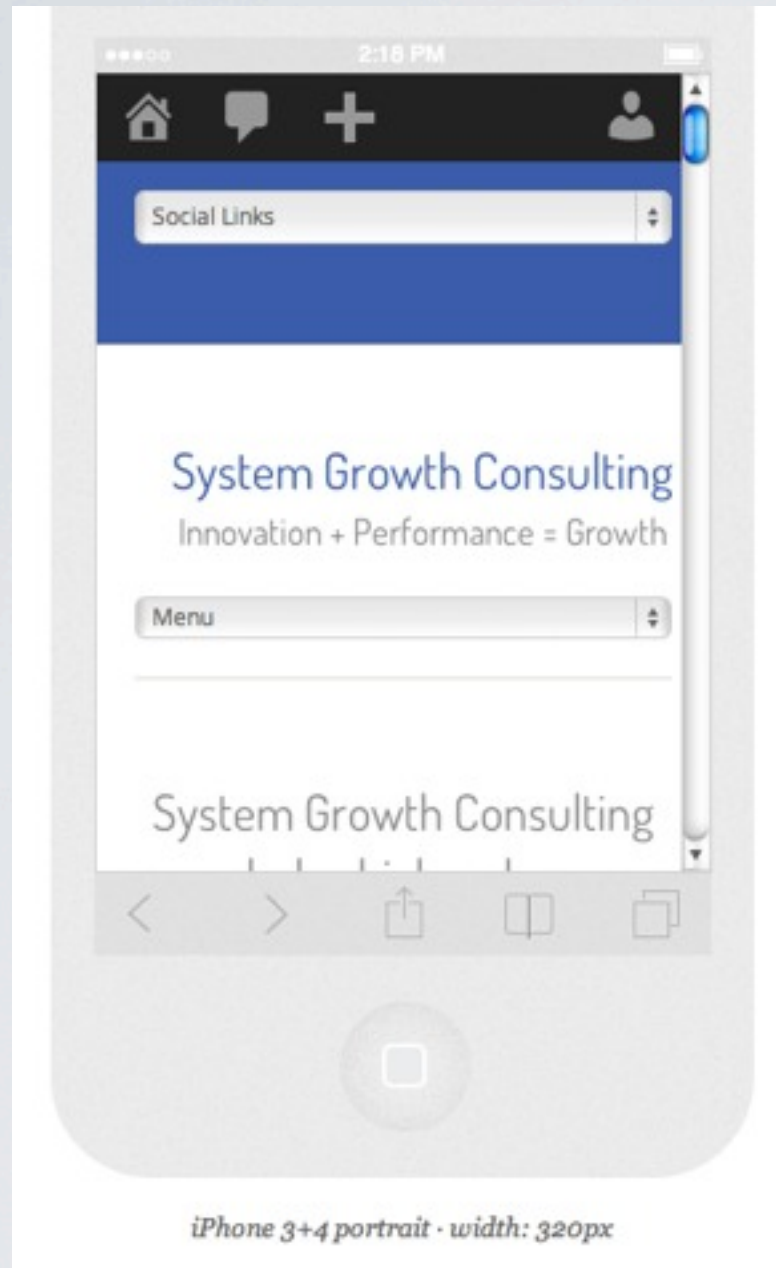 2:18 PM
Social Links
System Growth Consulting
Innovation + Performance = Growth
Menu
System Growth Consulting
iPhone 3+4 portrait · width: 320px